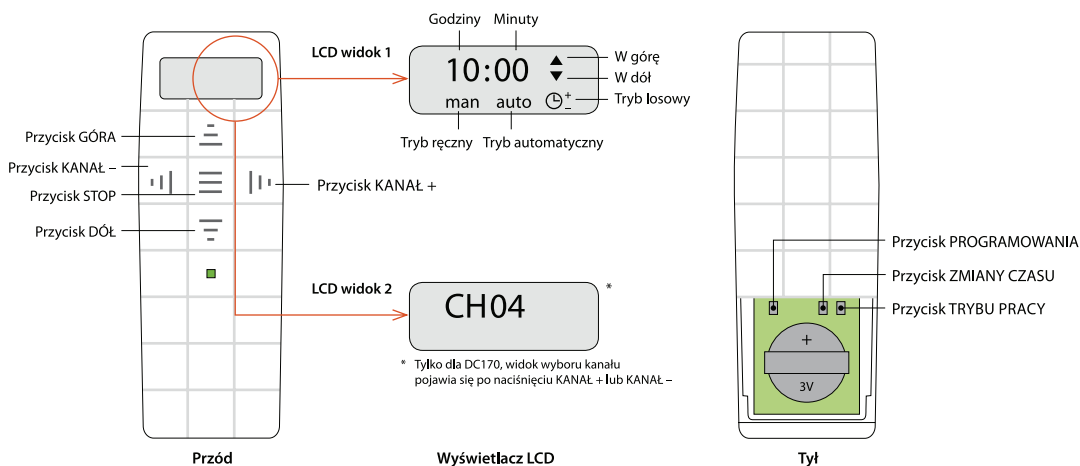 Godziny Minuty
LCD widok 1
10:00
man auto
+
–
W górę
W dół
Tryb losowy
Tryb ręczny Tryb automatyczny
Przycisk GÓRA
Przycisk KANAŁ –
Przycisk STOP
Przycisk DÓŁ
Przycisk KANAŁ +
LCD widok 2
CH04
*
* Tylko dla DC170, widok wyboru kanału
pojawia się po naciśnięciu KANAŁ + lub KANAŁ –
Przycisk PROGRAMOWANIA
Przycisk ZMIANY CZASU
Przycisk TRYBU PRACY
+
3V
Przód
Wyświetlacz LCD
Tył